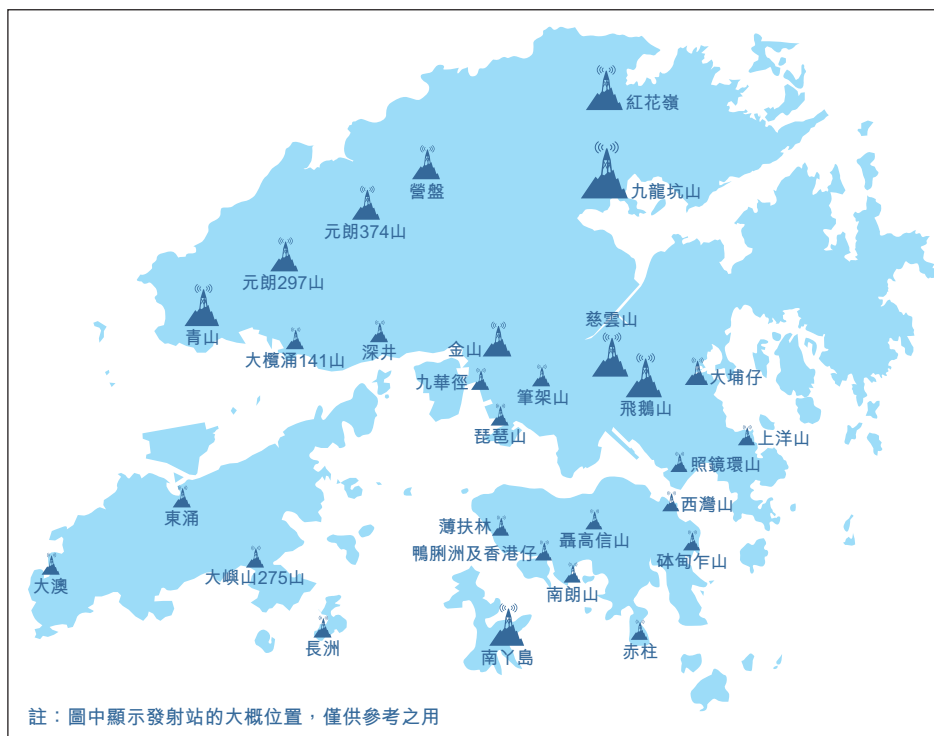 紅花嶺
九龍坑山
營盤
元朗374山
元朗297山
青山
大欖涌141山
深井
金山
慈雲山
九華徑
筆架山
飛鵝山
大埔仔
琵琶山
上洋山
照鏡環山
東涌
西灣山
薄扶林
聶高信山
鴨脷洲及香港仔
砵甸乍山
大澳
大嶼山275山
南朗山
長洲
南丫島
赤柱
註：圖中顯示發射站的大概位置，僅供參考之用